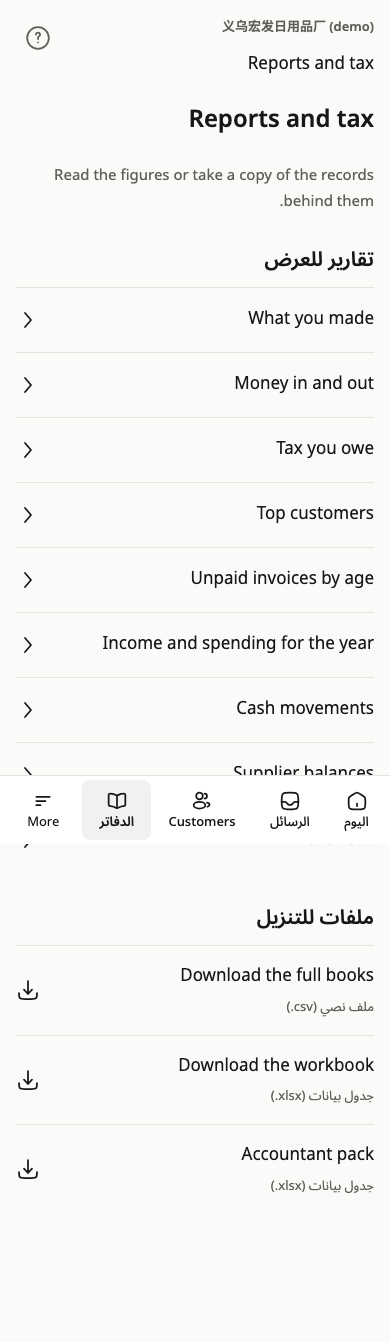 义乌宏发日用品厂 (demo)
Reports and tax
Reports and tax
Read the figures or take a copy of the records
behind them.
تقارير للعرض
What you made
Money in and out
Tax you owe
Top customers
Unpaid invoices by age
Income and spending for the year
Cash movements
Supplier balances
اليوم
الرسائل
Customers
الدفاتر
More
ملفات للتنزيل
Download the full books
ملف نصي (.csv)
Download the workbook
جدول بيانات (.xlsx)
Accountant pack
جدول بيانات (.xlsx)